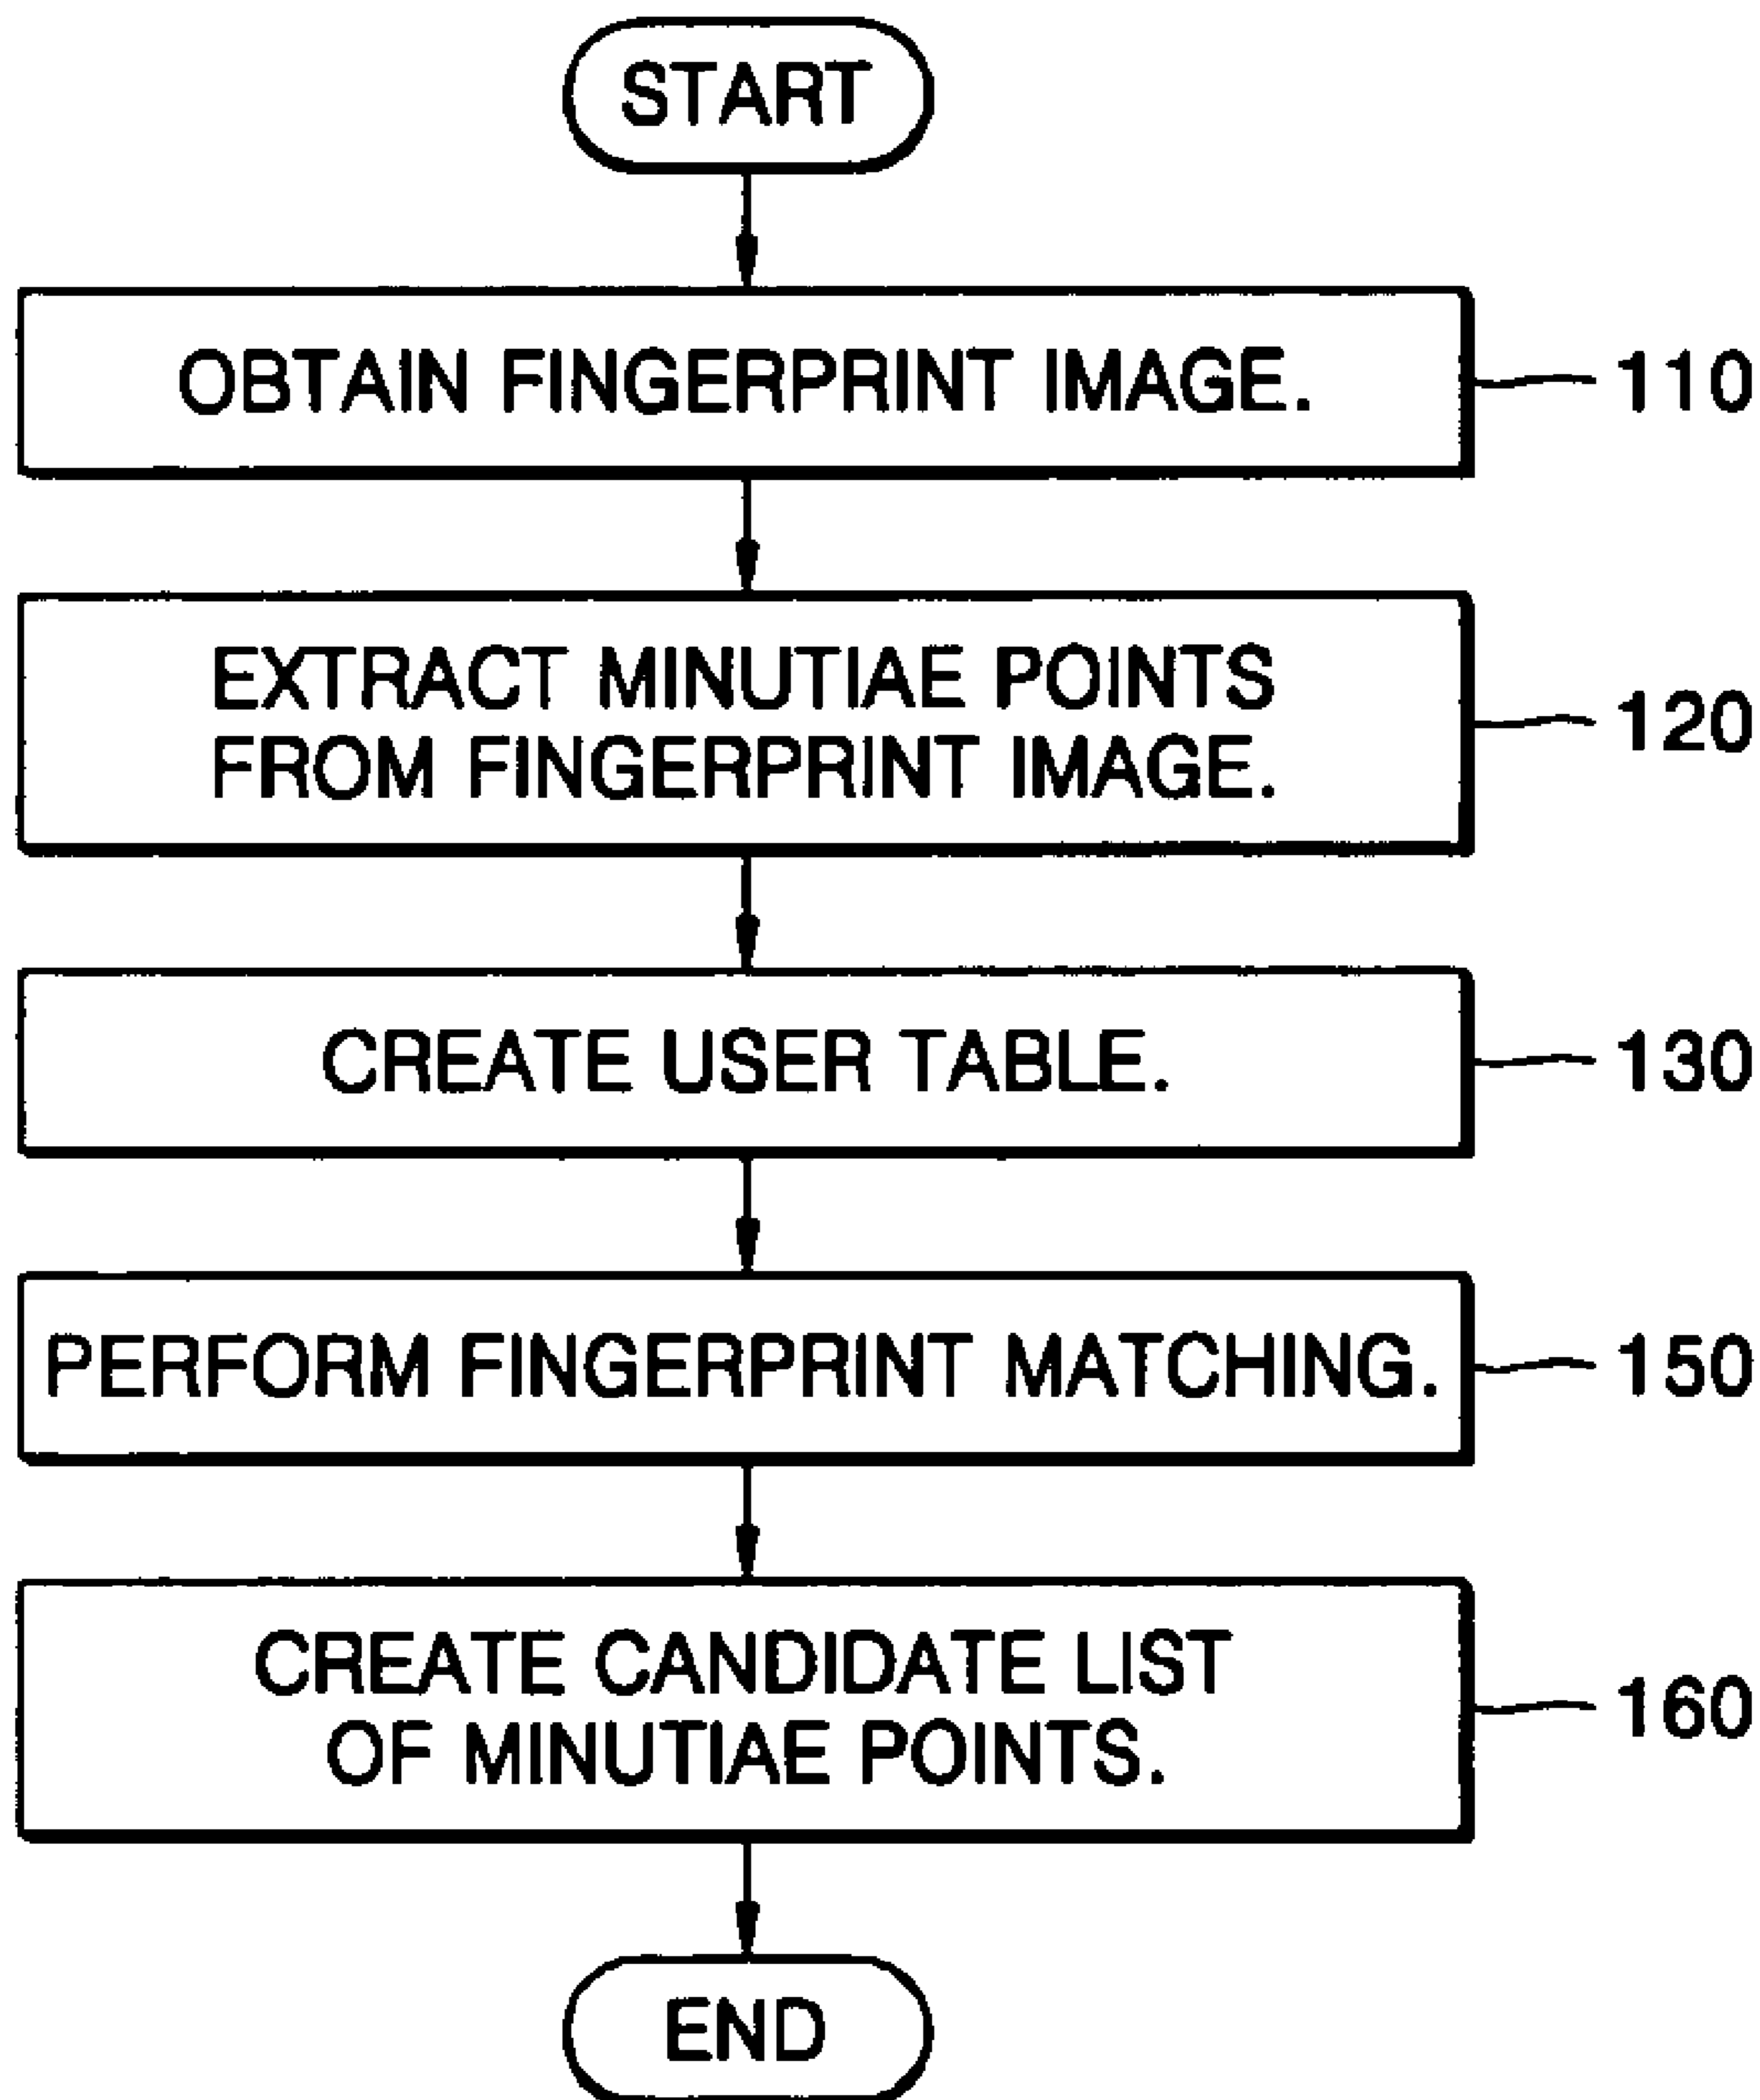 START
OBTAIN FINGERPRINT IMAGE.
110
EXTRACT MINUTIAE POINTS
FROM FINGERPRINT IMAGE.
120
CREATE USER TABLE.
130
PERFORM FINGERPRINT MATCHING.
150
CREATE CANDIDATE LIST
OF MINUTIAE POINTS.
160
END